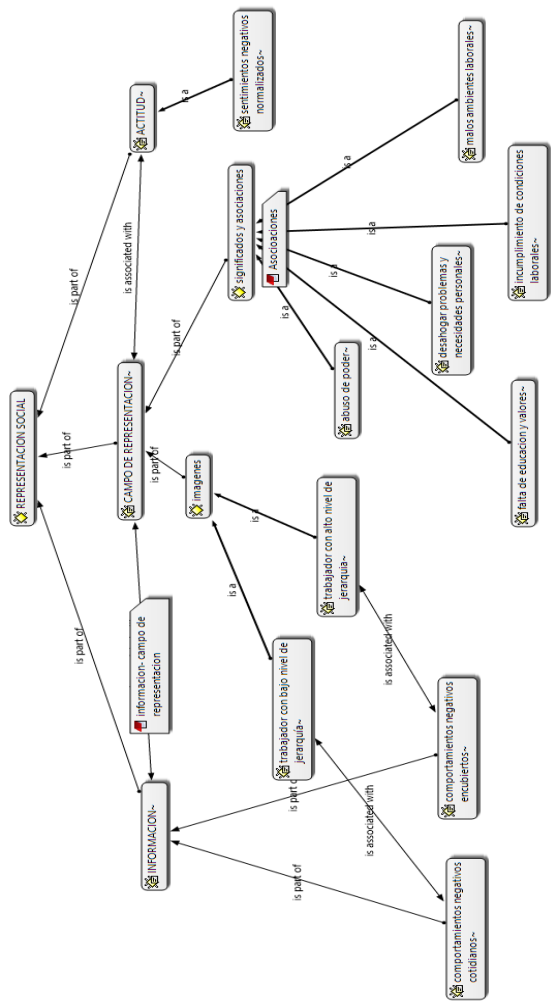 REPRESENTACION SOCIAL
is part of
is part of
is part of
INFORMACION~
informacion- campo de
representacion
CAMPO DE REPRESENTACION~
is associated with
ACTITUD~
is part of
is part of
is a
imagenes
significados y asociaciones
sentimientos negativos
normalizados~
is a
is a
Asocioaciones
is part of
is part of
trabajador con bajo nivel de
jerarquia~
is a
trabajador con alto nivel de
jerarquia~
abuso de poder~
is a
is a
is a
is a
is associated with
is associated with
desahogar problemas y
necesidades personales~
malos ambientes laborales~
comportamientos negativos
cotidianos~
comportamientos negativos
encubiertos~
falta de educacion y valores~
incumplimiento de condiciones
laborales~